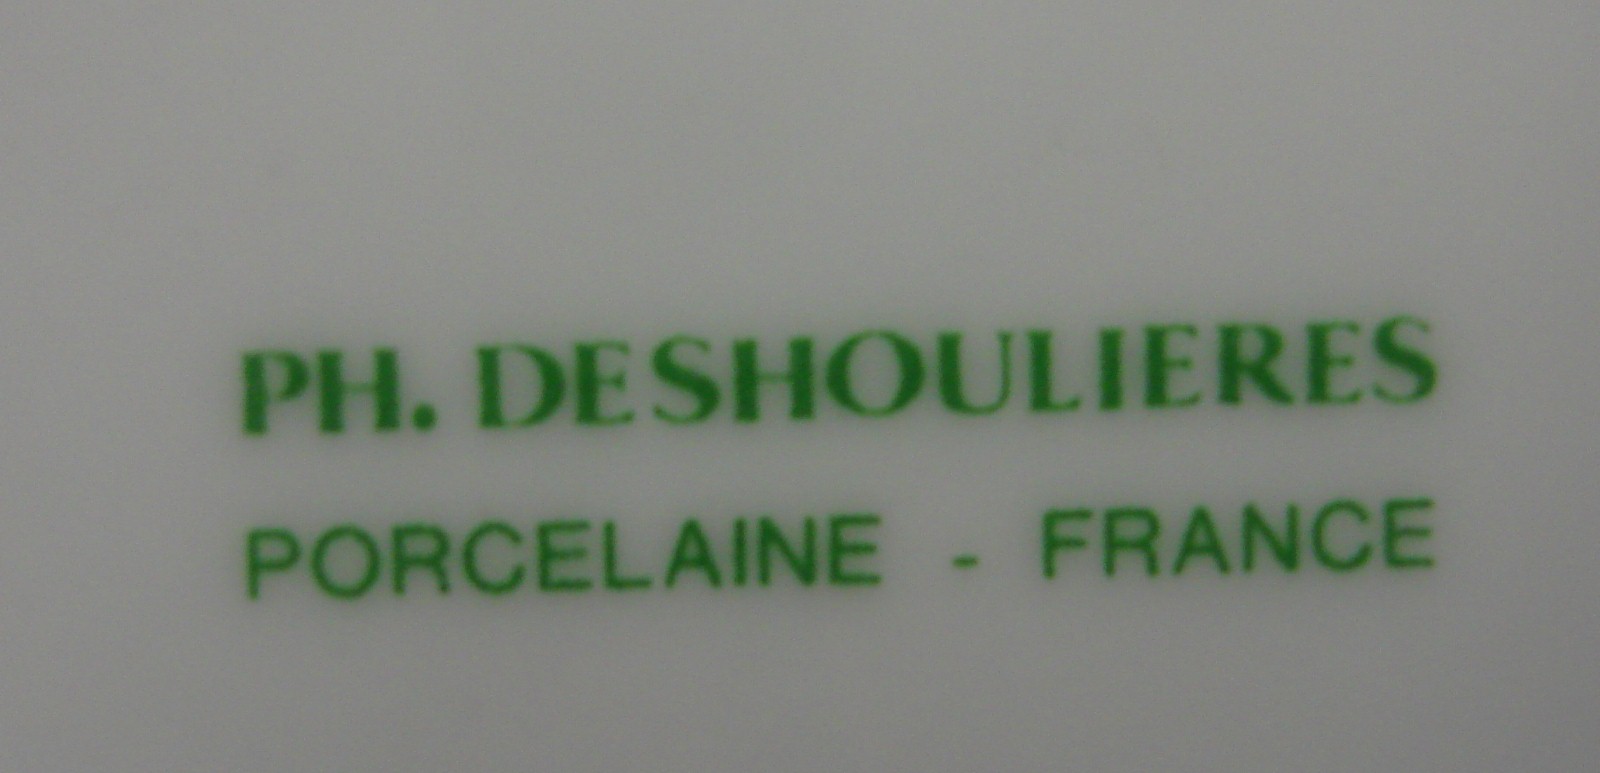 PH. DESHOULIERES
PORCELAINE - FRANCE